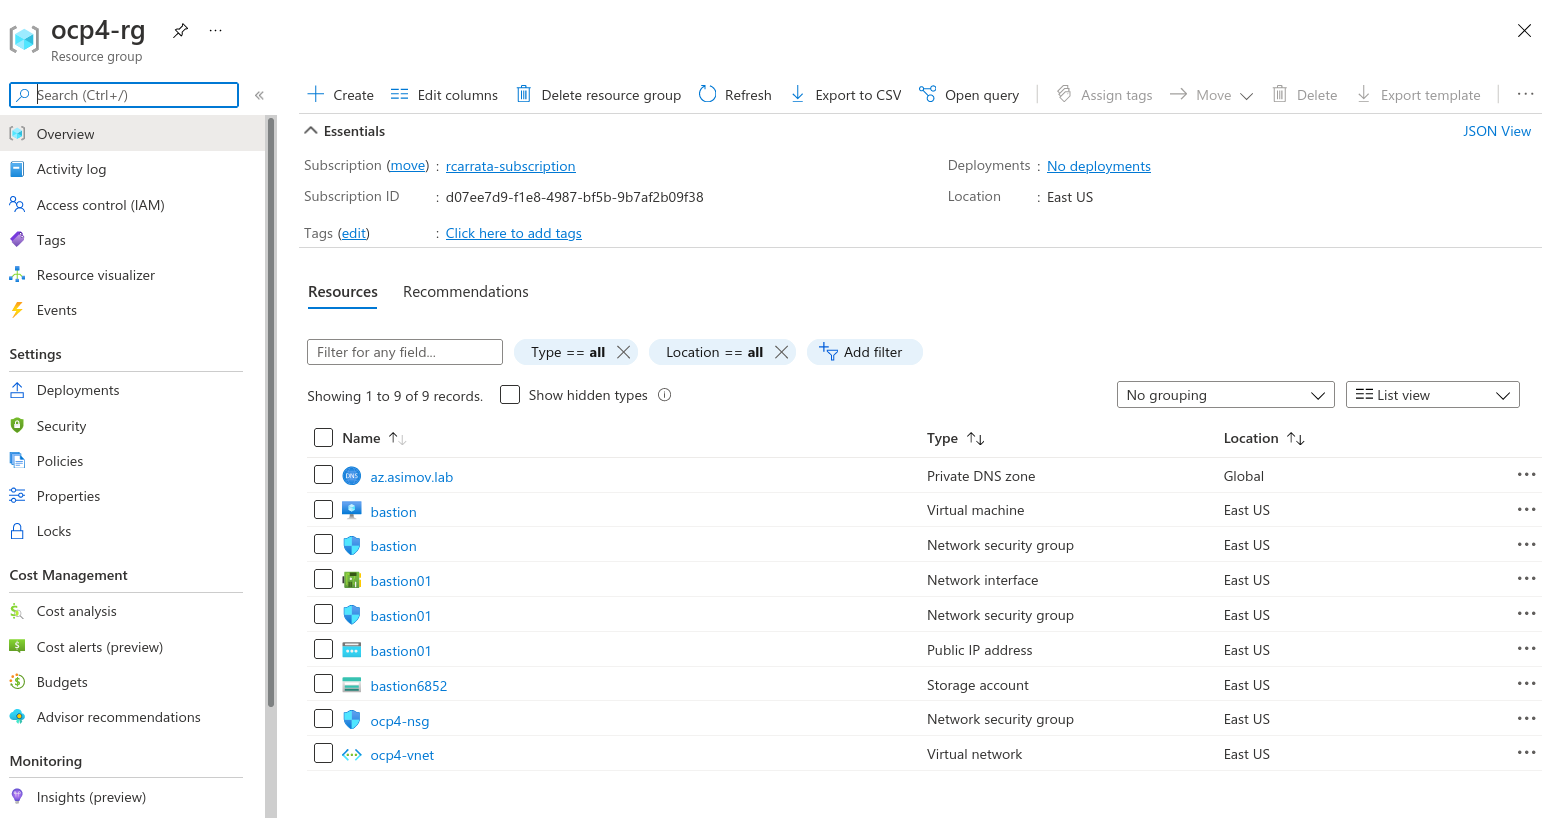 ocp4-rg
Resource group
Search (Ctrl+/)
Overview
Activity log
Access control (IAM)
Tags
Resource visualizer
Events
Settings
Deployments
Security
Policies
Properties
Locks
Cost Management
Cost analysis
Cost alerts (preview)
Budgets
Advisor recommendations
Monitoring
Insights (preview)
Create Edit columns Delete resource group Refresh Export to CSV Open query Assign tags Move Delete Export template
Essentials JSON View
Subscription (move) : rcarrata-subscription Deployments : No deployments
Subscription ID : d07ee7d9-f1e8-4987-bf5b-9b7af2b09f38 Location : East US
Tags (edit) : Click here to add tags
Resources Recommendations
Filter for any field... Type == all Location == all Add filter
Showing 1 to 9 of 9 records. Show hidden types No grouping List view
Name Type Location
DNS az.asimov.lab Private DNS zone Global
bastion Virtual machine East US
bastion Network security group East US
bastion01 Network interface East US
bastion01 Network security group East US
bastion01 Public IP address East US
bastion6852 Storage account East US
ocp4-nsg Network security group East US
ocp4-vnet Virtual network East US